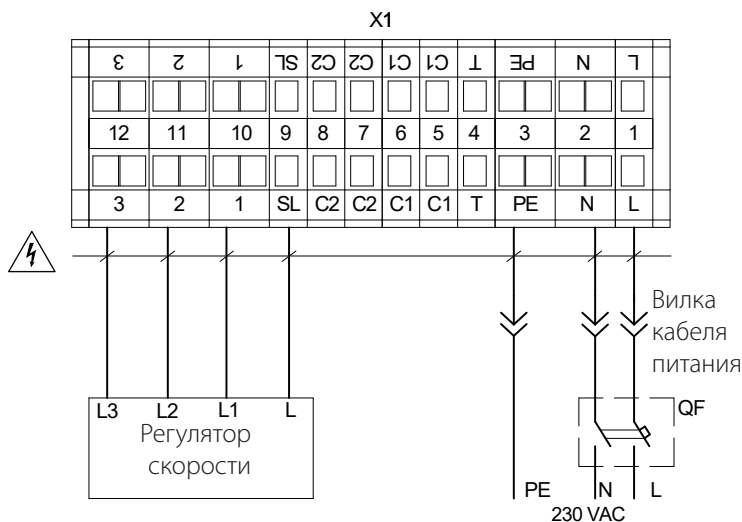 X1
3 2 1 SL C2 C2 C1 C1 T PE N L
12 11 10 9 8 7 6 5 4 3 2 1
3 2 1 SL C2 C2 C1 C1 T PE N L
Вилка
кабеля
питания
L3 L2 L1 L
Регулятор
скорости
QF
PE N L
230 VAC